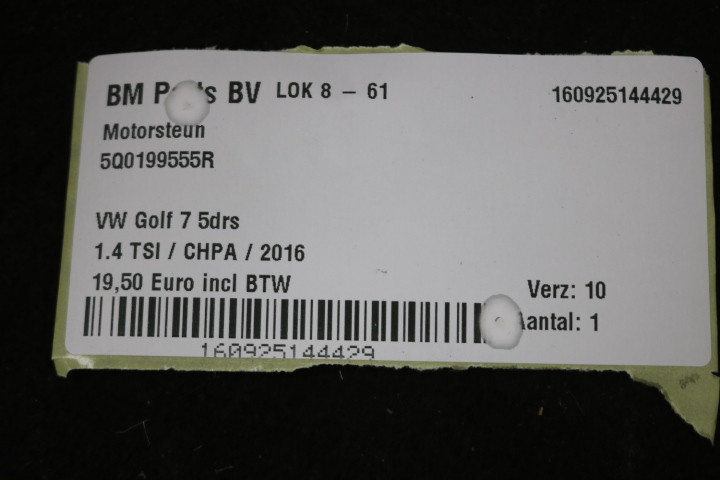 BM Parts BV LOK 8 – 61 160925144429
Motorsteun
5Q0199555R
VW Golf 7 5drs
1.4 TSI / CHPA / 2016
19,50 Euro incl BTW
Verz: 10
Aantal: 1
160925144429